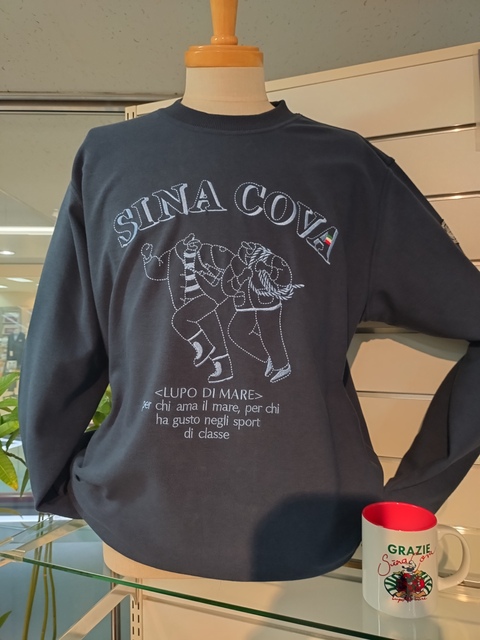 SINA COVA
<LUPO DI MARE>
per chi ama il mare, per chi
ha gusto negli sport
di classe
GRAZIE